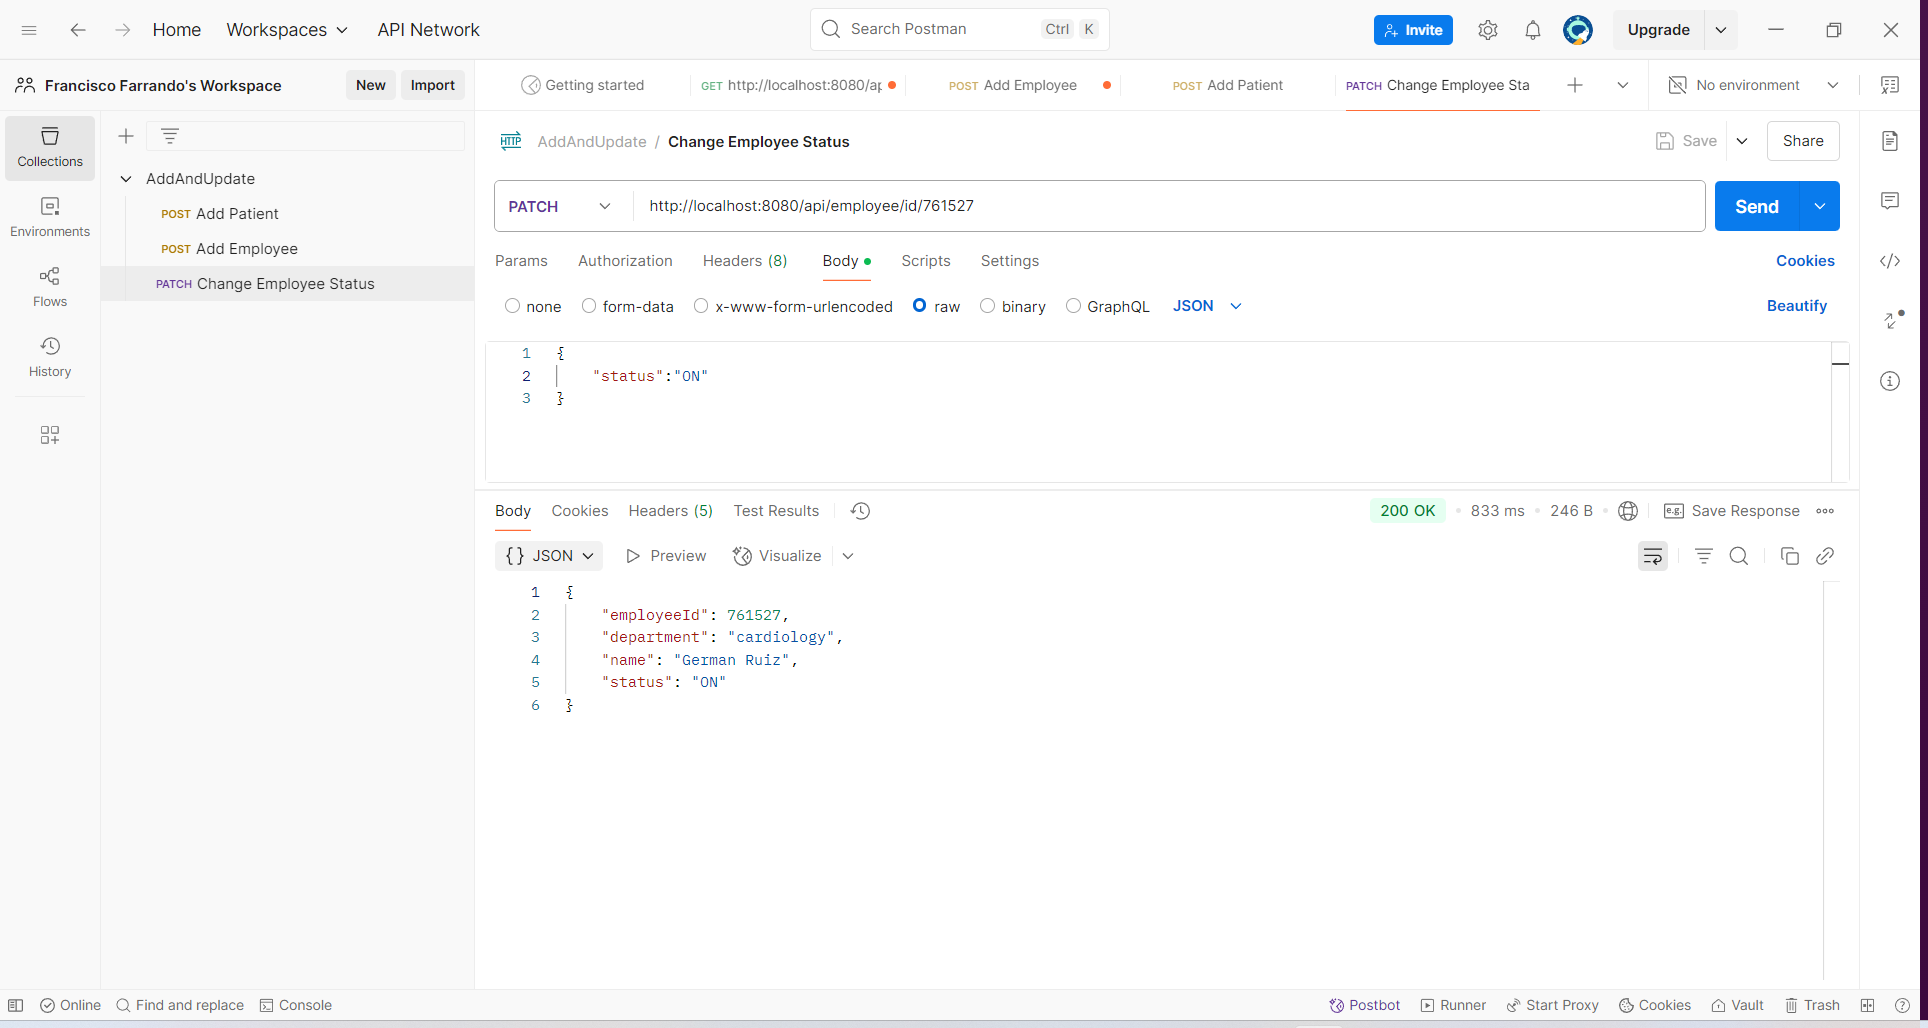 Home Workspaces API Network Search Postman Ctrl K Invite Upgrade
Francisco Farrando's Workspace New Import Getting started GET http://localhost:8080/ap POST Add Employee POST Add Patient PATCH Change Employee Sta No environment
Collections
Environments
Flows
History
AddAndUpdate
POST Add Patient
POST Add Employee
PATCH Change Employee Status
HTTP AddAndUpdate / Change Employee Status Save Share
PATCH http://localhost:8080/api/employee/id/761527 Send
Params Authorization Headers (8) Body Scripts Settings Cookies
none form-data x-www-form-urlencoded raw binary GraphQL JSON Beautify
1 {
2 "status":"ON"
3 }
Body Cookies Headers (5) Test Results 200 OK • 833 ms • 246 B • e.g. Save Response
{} JSON Preview Visualize
1 {
2 "employeeId": 761527,
3 "department": "cardiology",
4 "name": "German Ruiz",
5 "status": "ON"
6 }
Online Find and replace Console Postbot Runner Start Proxy Cookies Vault Trash